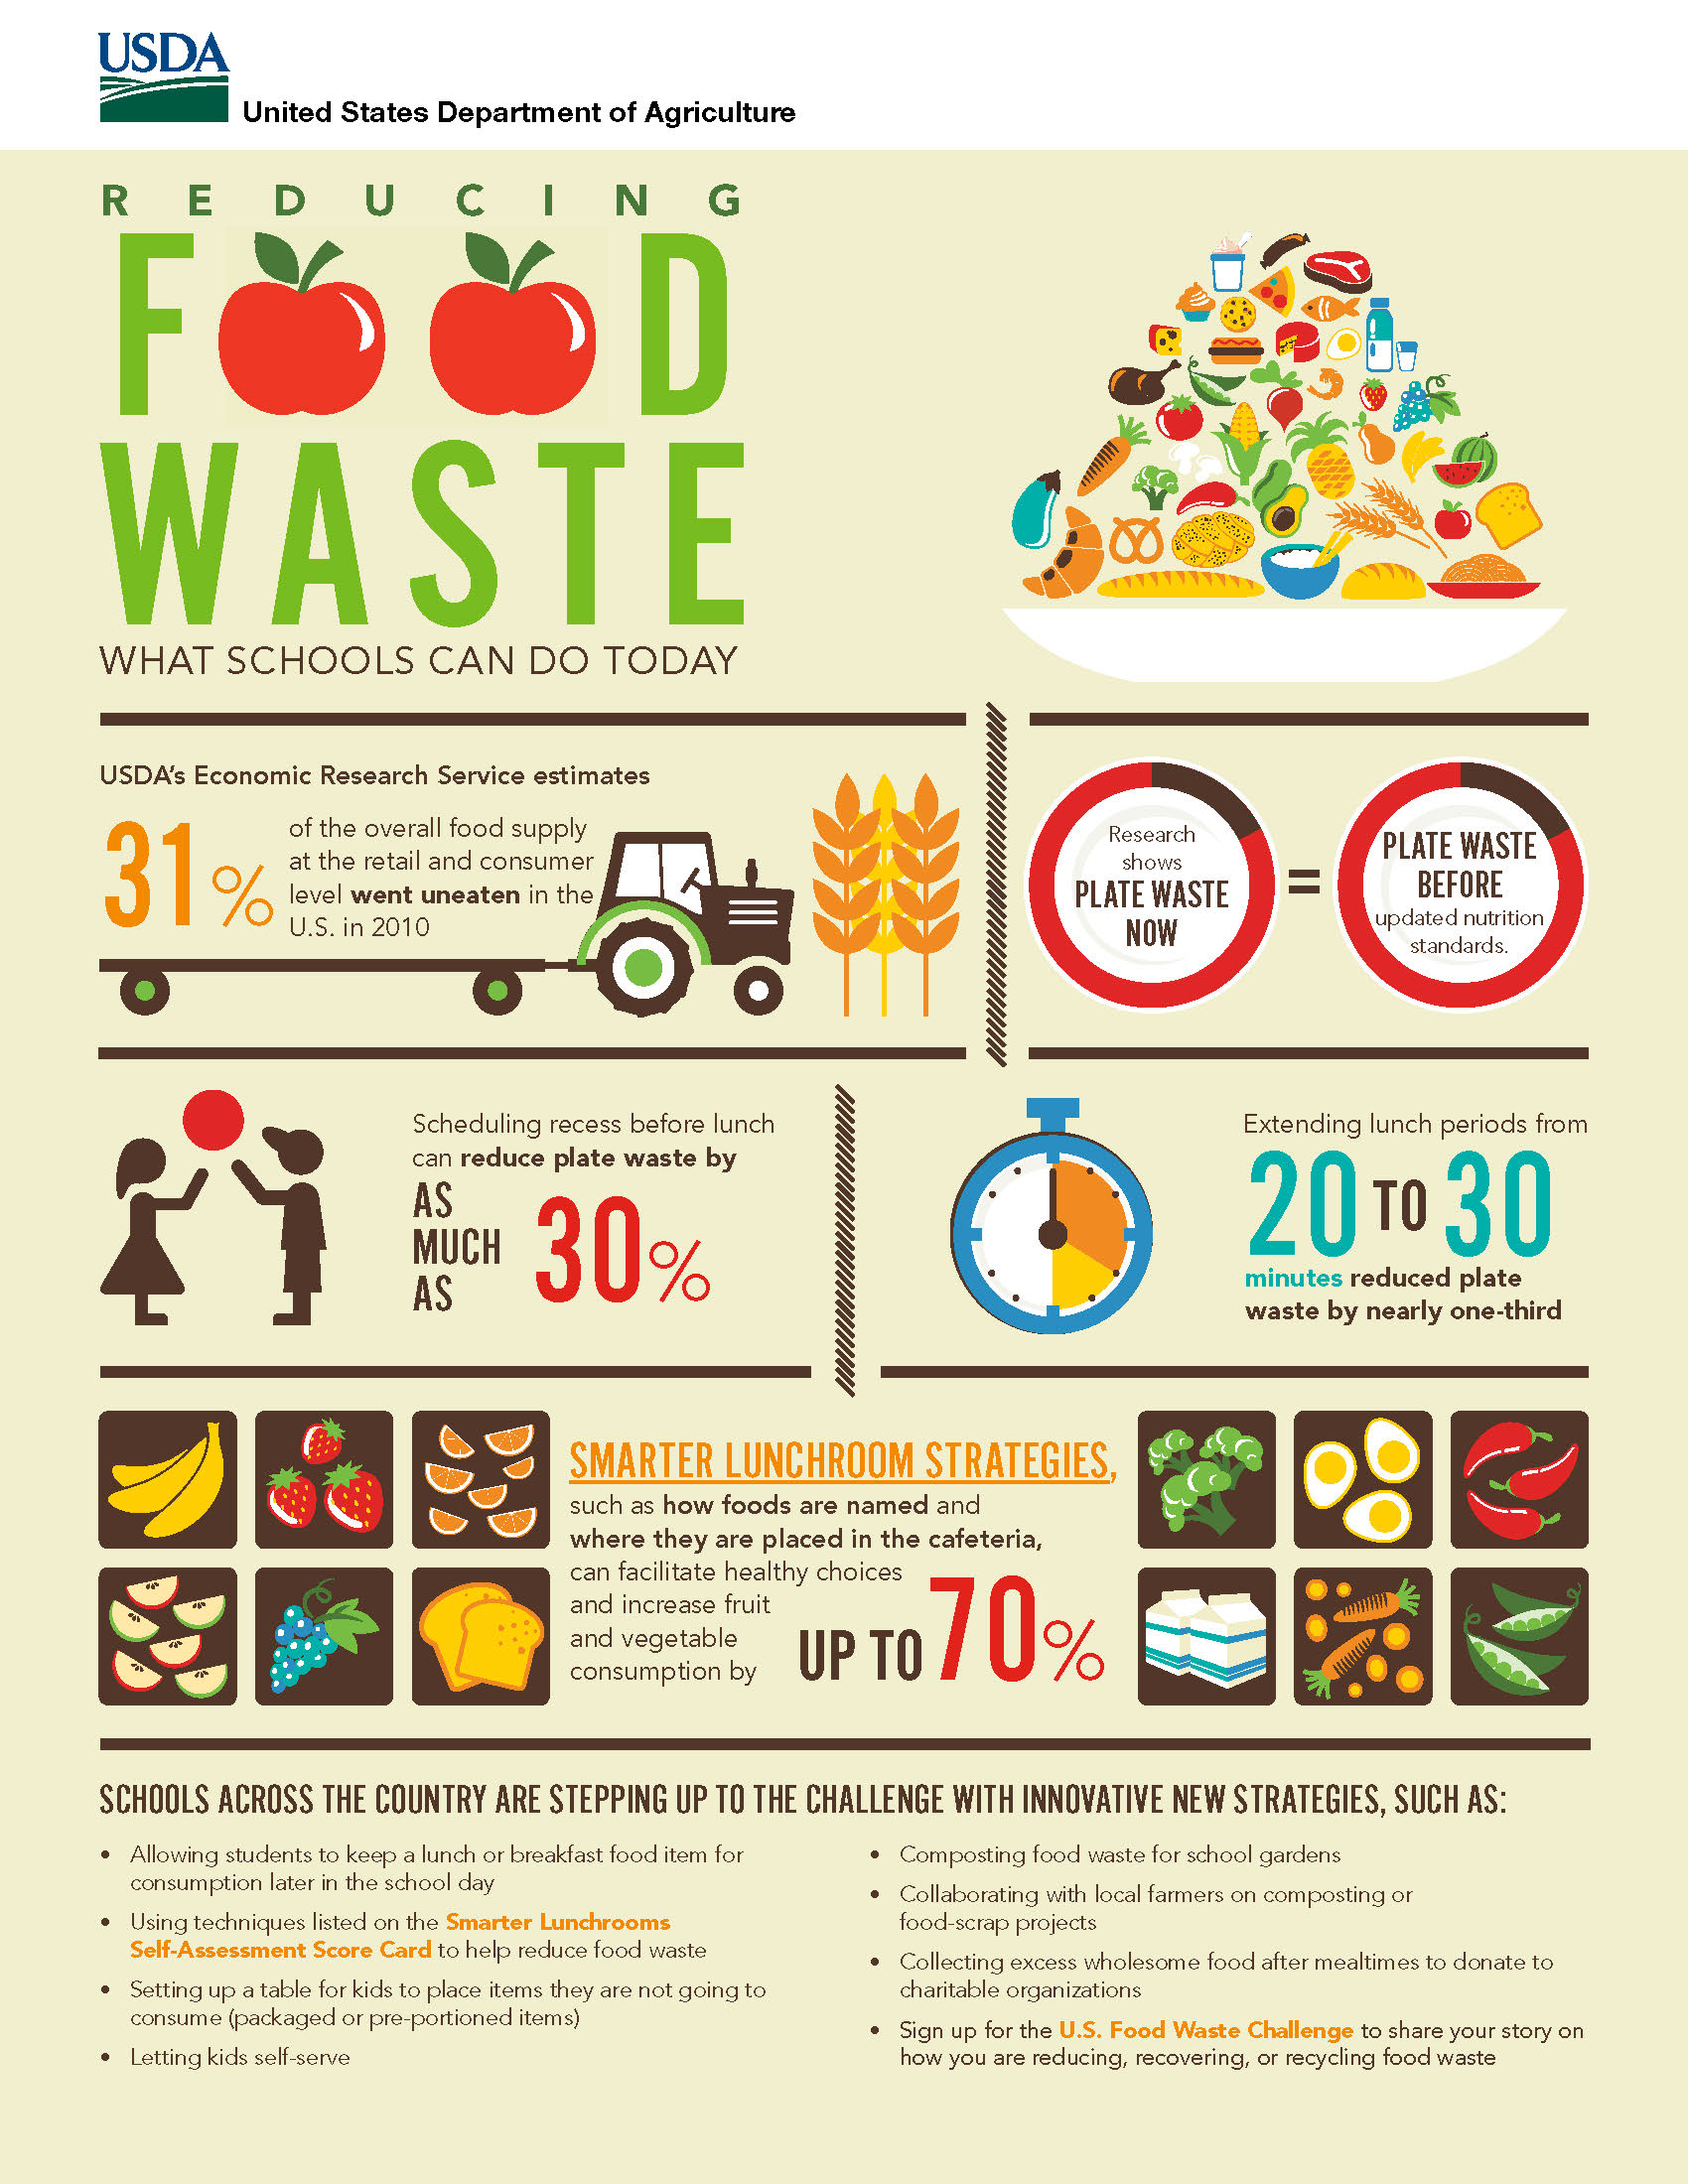 USDA
United States Department of Agriculture
REDUCING
FOOD
WASTE
WHAT SCHOOLS CAN DO TODAY
USDA's Economic Research Service estimates
31%
of the overall food supply
at the retail and consumer
level went uneaten in the
U.S. in 2010
Research
shows
PLATE WASTE
NOW
=
PLATE WASTE
BEFORE
updated nutrition
standards.
Scheduling recess before lunch
can reduce plate waste by
AS
MUCH
AS
30%
Extending lunch periods from
20 TO 30
minutes reduced plate
waste by nearly one-third
SMARTER LUNCHROOM STRATEGIES,
such as how foods are named and
where they are placed in the cafeteria,
can facilitate healthy choices
and increase fruit
and vegetable
consumption by
UP TO 70%
SCHOOLS ACROSS THE COUNTRY ARE STEPPING UP TO THE CHALLENGE WITH INNOVATIVE NEW STRATEGIES, SUCH AS:
• Allowing students to keep a lunch or breakfast food item for
consumption later in the school day
• Using techniques listed on the Smarter Lunchrooms
Self-Assessment Score Card to help reduce food waste
• Setting up a table for kids to place items they are not going to
consume (packaged or pre-portioned items)
• Letting kids self-serve
• Composting food waste for school gardens
• Collaborating with local farmers on composting or
food-scrap projects
• Collecting excess wholesome food after mealtimes to donate to
charitable organizations
• Sign up for the U.S. Food Waste Challenge to share your story on
how you are reducing, recovering, or recycling food waste